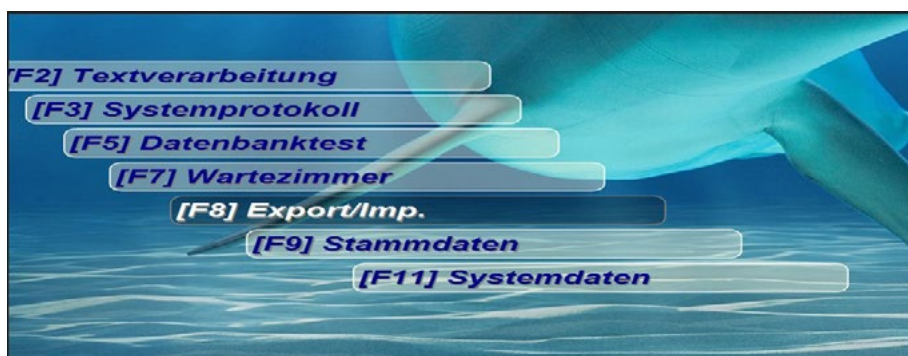 [F2] Textverarbeitung
[F3] Systemprotokoll
[F5] Datenbanktest
[F7] Wartezimmer
[F8] Export/Imp.
[F9] Stammdaten
[F11] Systemdaten